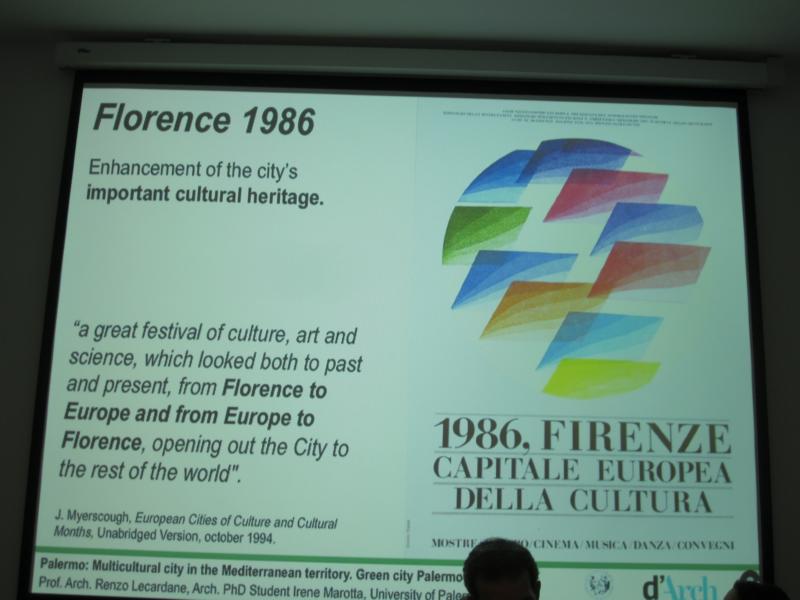 Florence 1986
Enhancement of the city's
important cultural heritage.
"a great festival of culture, art and
science, which looked both to past
and present, from Florence to
Europe and from Europe to
Florence, opening out the City to
the rest of the world".
J. Myerscough, European Cities of Culture and Cultural
Months, Unabridged Version, october 1994.
1986, FIRENZE
CAPITALE EUROPEA
DELLA CULTURA
MOSTRE/ /CINEMA/MUSICA/DANZA/CONVEGNI
Palermo: Multicultural city in the Mediterranean territory. Green city Palermo
Prof. Arch. Renzo Lecardane, Arch. PhD Student Irene Marotta, University of
d'Arch